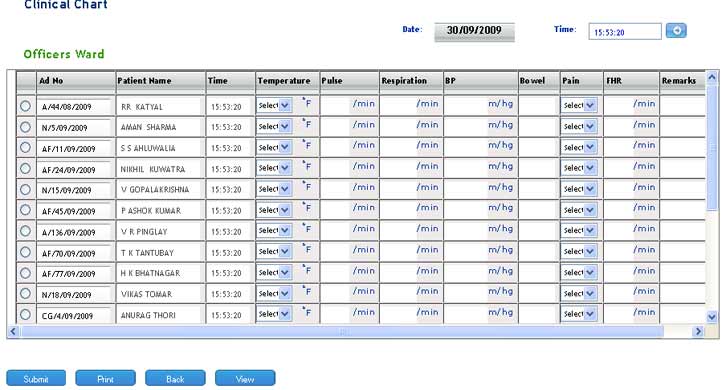 Clinical Chart
Date: 30/09/2009 Time: 15:53:20
Officers Ward
Ad No Patient Name Time Temperature Pulse Respiration BP Bowel Pain FHR Remarks
A/44/08/2009 RR KATYAL 15:53:20 Select °F /min /min m/hg Select /min
N/5/09/2009 AMAN SHARMA 15:53:20 Select °F /min /min m/hg Select /min
AF/11/09/2009 S S AHLUWALIA 15:53:20 Select °F /min /min m/hg Select /min
AF/24/09/2009 NIKHIL KUWATRA 15:53:20 Select °F /min /min m/hg Select /min
N/15/09/2009 V GOPALAKRISHNA 15:53:20 Select °F /min /min m/hg Select /min
AF/45/09/2009 P ASHOK KUMAR 15:53:20 Select °F /min /min m/hg Select /min
A/136/09/2009 V R PINGLAY 15:53:20 Select °F /min /min m/hg Select /min
AF/70/09/2009 T K TANTUBAY 15:53:20 Select °F /min /min m/hg Select /min
AF/77/09/2009 H K BHATNAGAR 15:53:20 Select °F /min /min m/hg Select /min
N/18/09/2009 VIKAS TOMAR 15:53:20 Select °F /min /min m/hg Select /min
CG/4/09/2009 ANURAG THORI 15:53:20 Select °F /min /min m/hg Select /min
Submit Print Back View